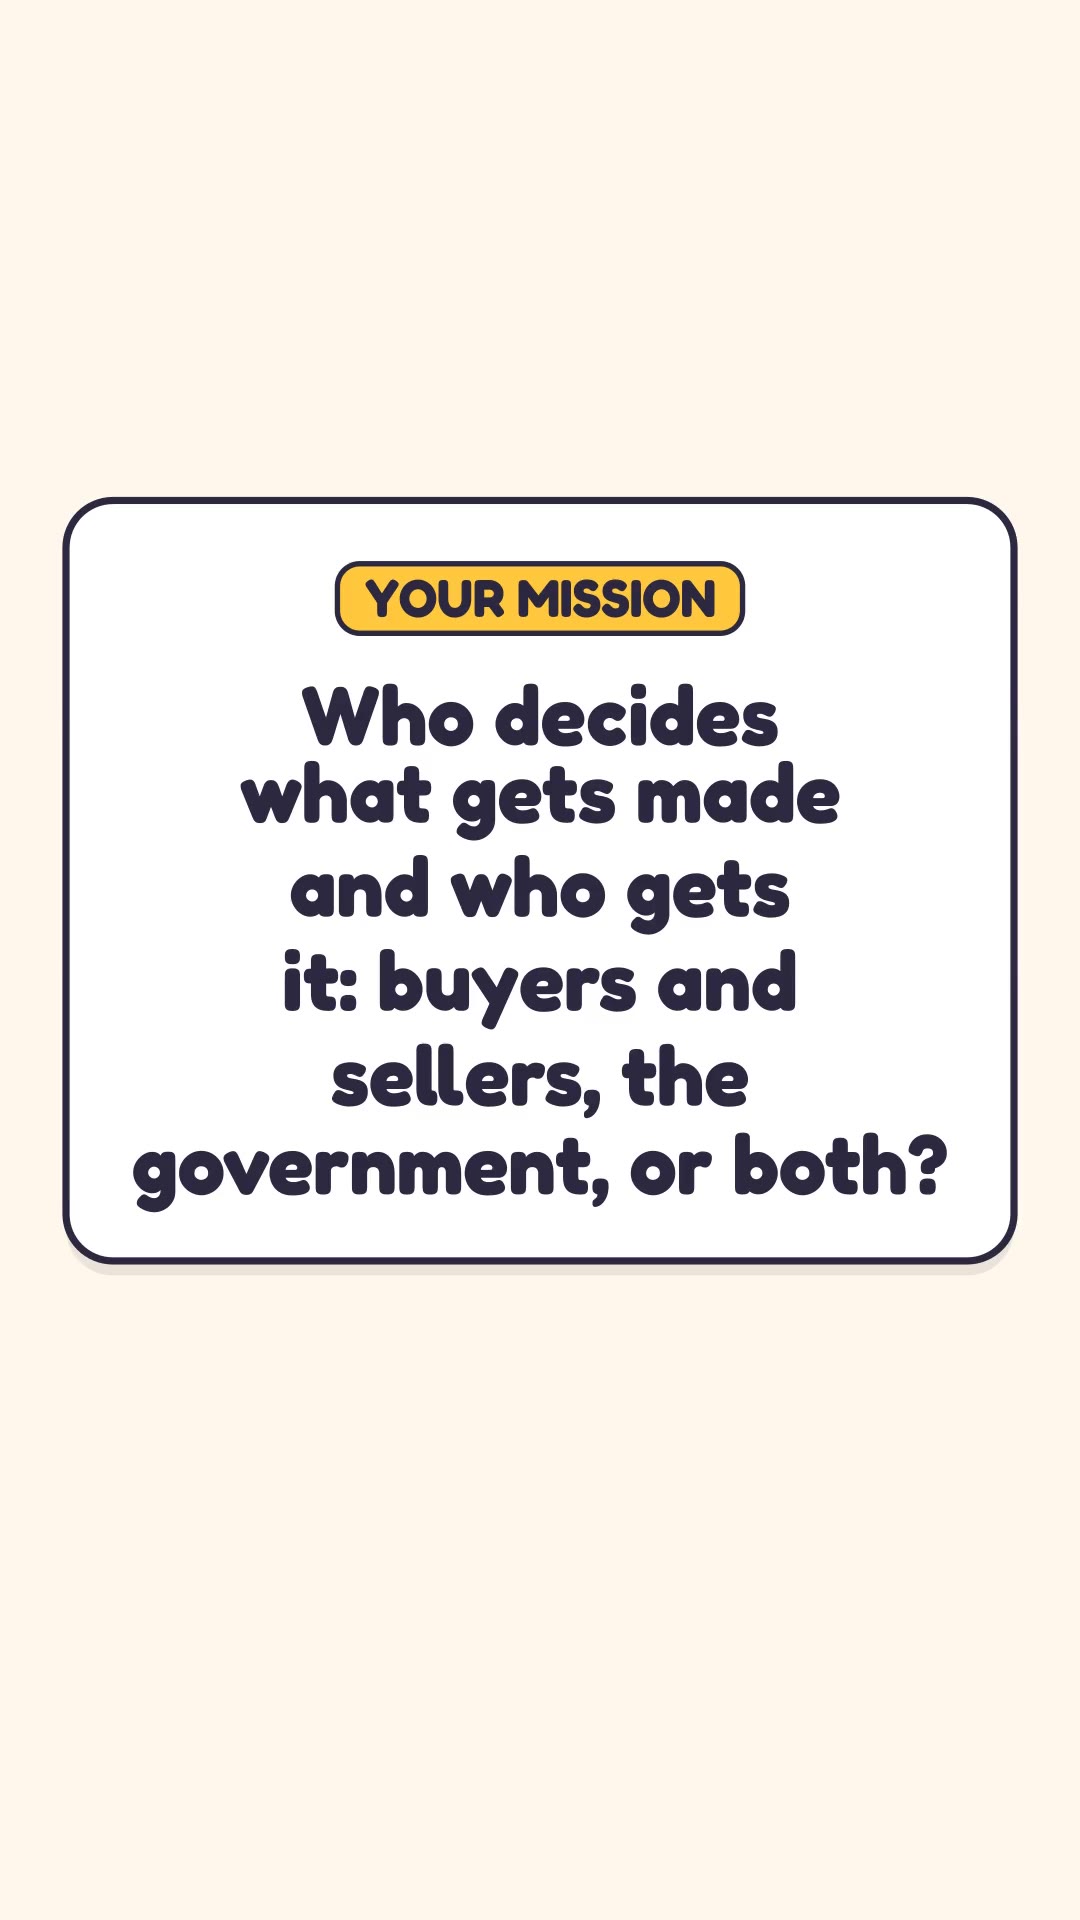 YOUR MISSION
Who decides
what gets made
and who gets
it: buyers and
sellers, the
government, or both?